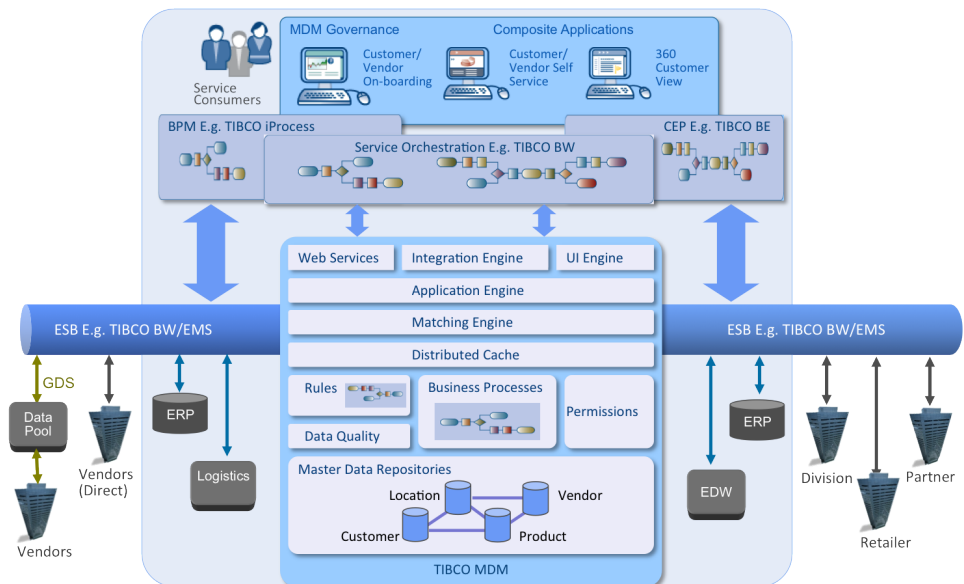 MDM Governance
Composite Applications
Customer/
Vendor
On-boarding
Customer/
Vendor Self
Service
360
Customer
View
Service
Consumers
BPM E.g. TIBCO iProcess
Service Orchestration E.g. TIBCO BW
CEP E.g. TIBCO BE
Web Services
Integration Engine
UI Engine
Application Engine
Matching Engine
Distributed Cache
ESB E.g. TIBCO BW/EMS
ESB E.g. TIBCO BW/EMS
Rules
Business Processes
Permissions
Data Quality
Master Data Repositories
Location
Vendor
Customer
Product
TIBCO MDM
GDS
Data
Pool
Vendors
Vendors
(Direct)
ERP
Logistics
EDW
ERP
Division
Retailer
Partner